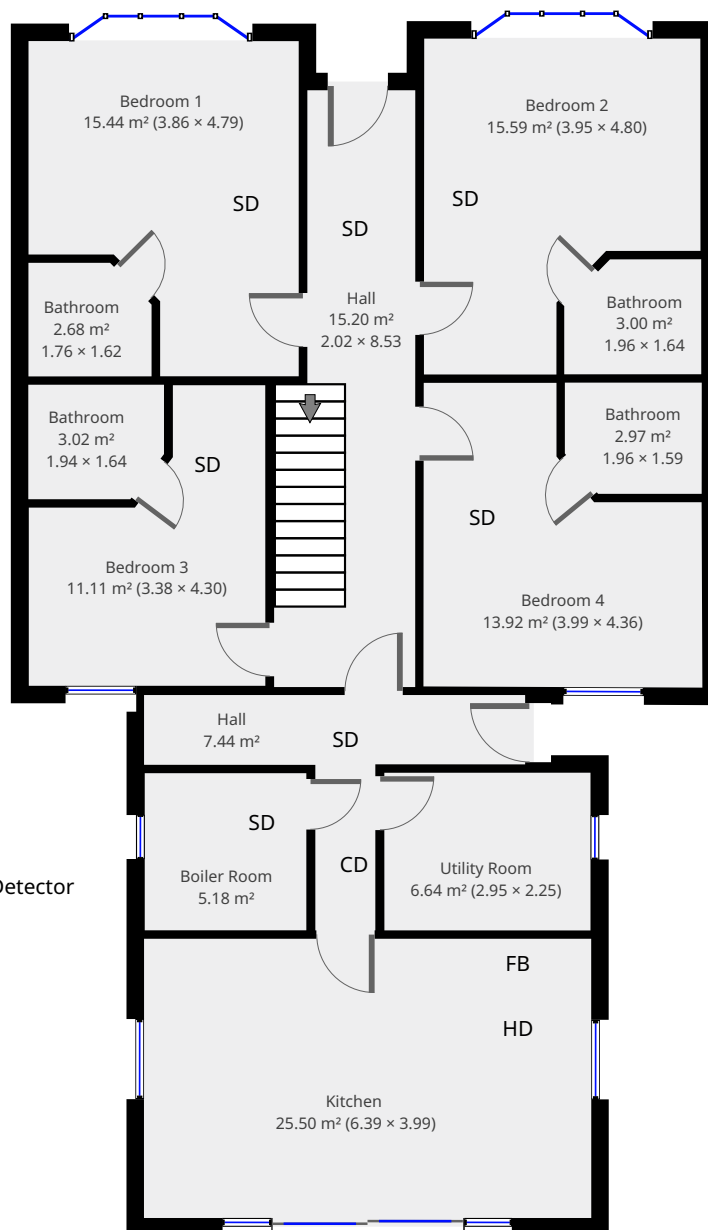 Bedroom 1
15.44 m² (3.86 × 4.79)
SD
Bedroom 2
15.59 m² (3.95 × 4.80)
SD
SD
Hall
15.20 m²
2.02 × 8.53
Bathroom
2.68 m²
1.76 × 1.62
Bathroom
3.00 m²
1.96 × 1.64
Bathroom
3.02 m²
1.94 × 1.64
SD
Bathroom
2.97 m²
1.96 × 1.59
SD
Bedroom 3
11.11 m² (3.38 × 4.30)
Bedroom 4
13.92 m² (3.99 × 4.36)
Hall
7.44 m²
SD
SD
Boiler Room
5.18 m²
CD
Utility Room
6.64 m² (2.95 × 2.25)
Detector
FB
HD
Kitchen
25.50 m² (6.39 × 3.99)